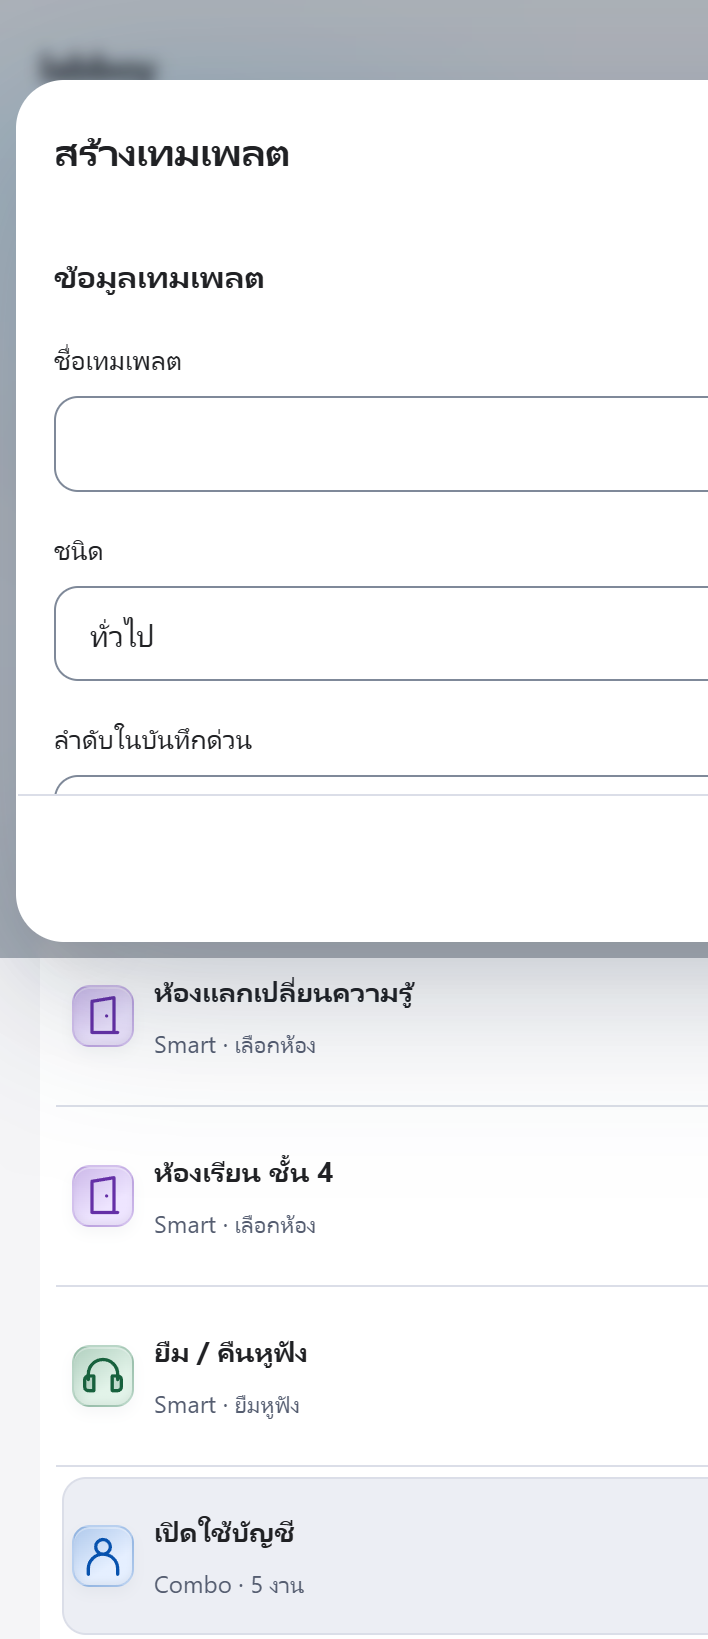 สร้างเทมเพลต
ข้อมูลเทมเพลต
ชื่อเทมเพลต
ชนิด
ทั่วไป
ลำดับในบันทึกด่วน
ห้องแลกเปลี่ยนความรู้
Smart · เลือกห้อง
ห้องเรียน ชั้น 4
Smart · เลือกห้อง
ยืม / คืนหูฟัง
Smart · ยืมหูฟัง
เปิดใช้บัญชี
Combo · 5 งาน